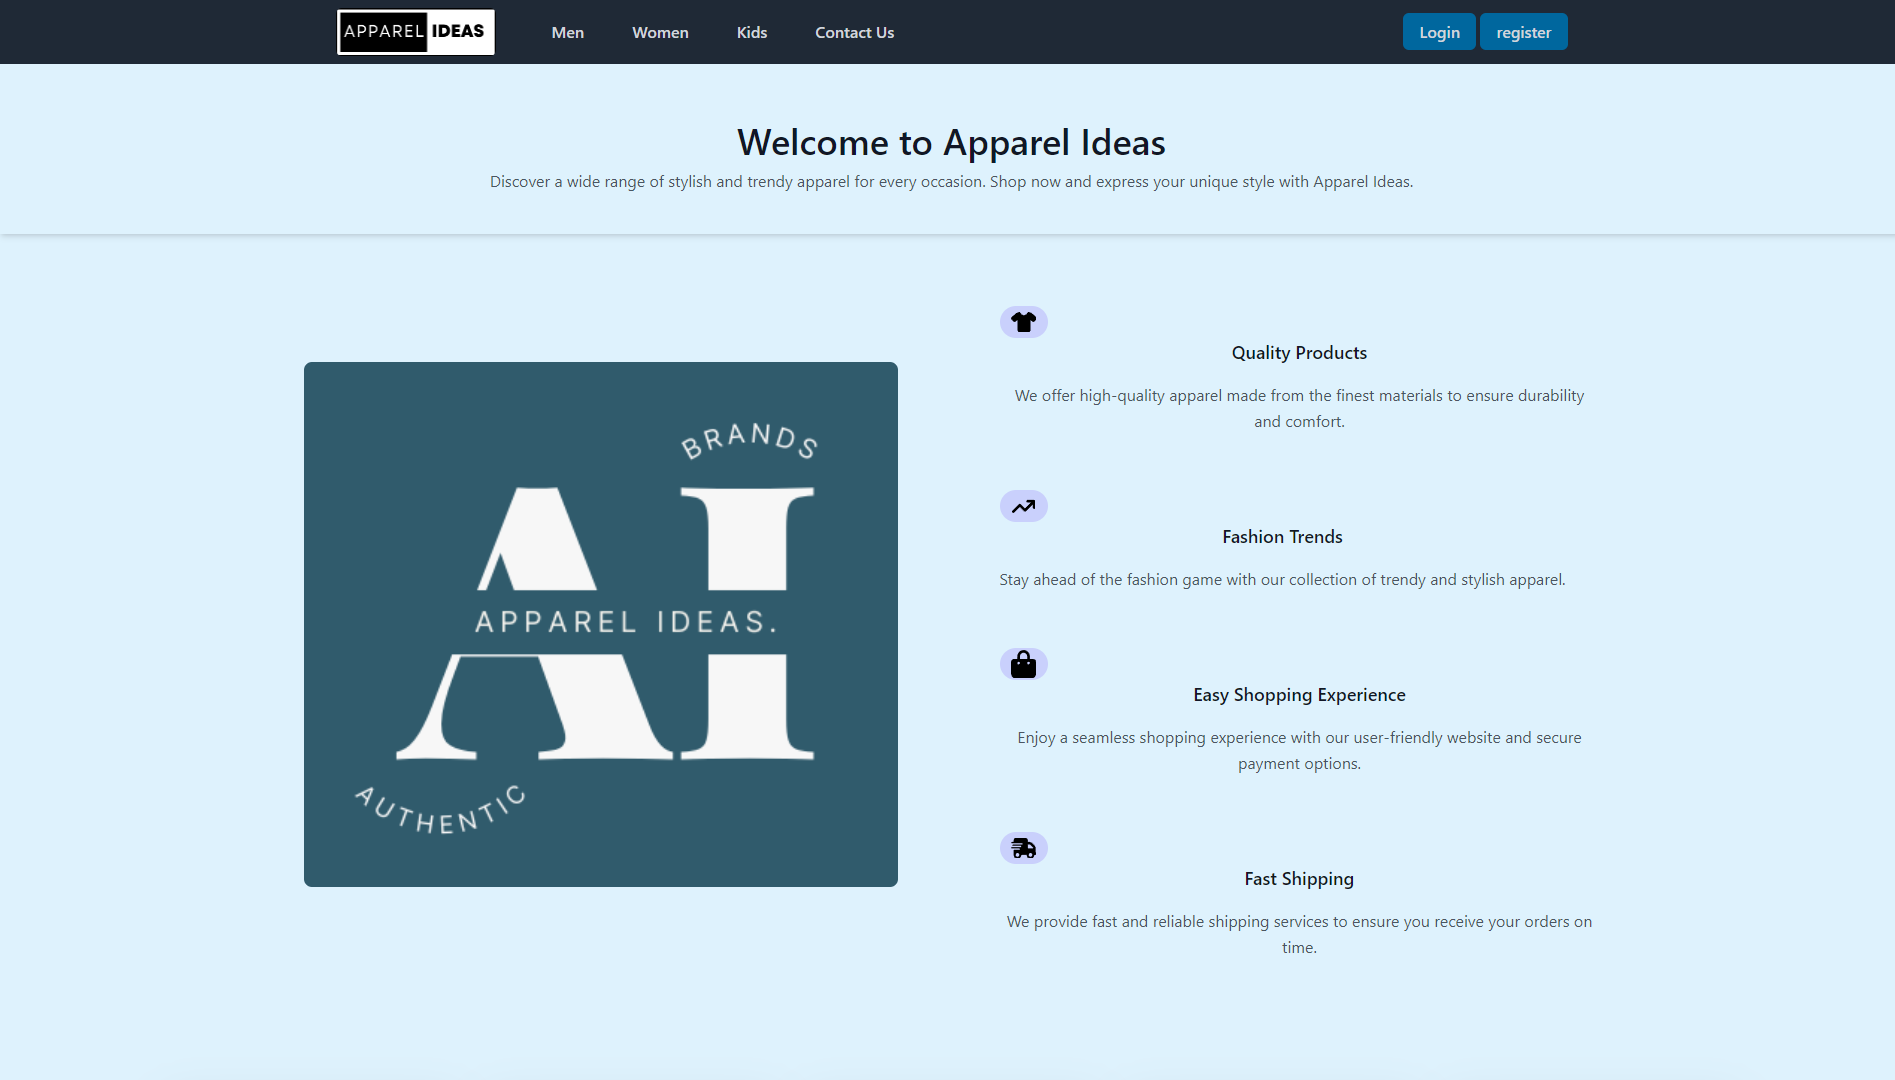 APPAREL IDEAS
Men
Women
Kids
Contact Us
Login
register
Welcome to Apparel Ideas
Discover a wide range of stylish and trendy apparel for every occasion. Shop now and express your unique style with Apparel Ideas.
BRANDS
AI
APPAREL IDEAS.
AUTHENTIC
Quality Products
We offer high-quality apparel made from the finest materials to ensure durability
and comfort.
Fashion Trends
Stay ahead of the fashion game with our collection of trendy and stylish apparel.
Easy Shopping Experience
Enjoy a seamless shopping experience with our user-friendly website and secure
payment options.
Fast Shipping
We provide fast and reliable shipping services to ensure you receive your orders on
time.